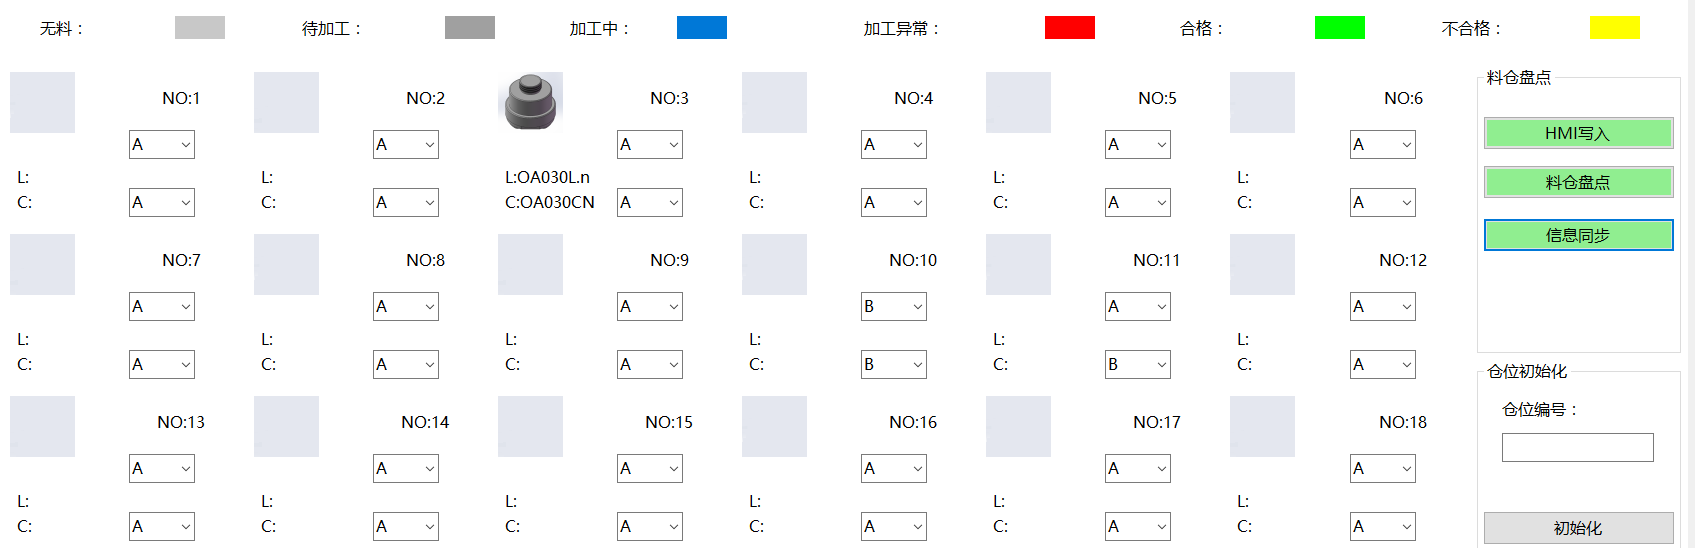 无料： 待加工： 加工中： 加工异常： 合格： 不合格：
NO:1 NO:2 NO:3 NO:4 NO:5 NO:6
A A A A A A
L: L: L:OA030L.n L: L: L:
C: A C: A C:OA030CN A C: A C: A C: A
NO:7 NO:8 NO:9 NO:10 NO:11 NO:12
A A A B A A
L: L: L: L: L: L:
C: A C: A C: A C: B C: B C: A
NO:13 NO:14 NO:15 NO:16 NO:17 NO:18
A A A A A A
L: L: L: L: L: L:
C: A C: A C: A C: A C: A C: A
料仓盘点
HMI写入
料仓盘点
信息同步
仓位初始化
仓位编号：
初始化